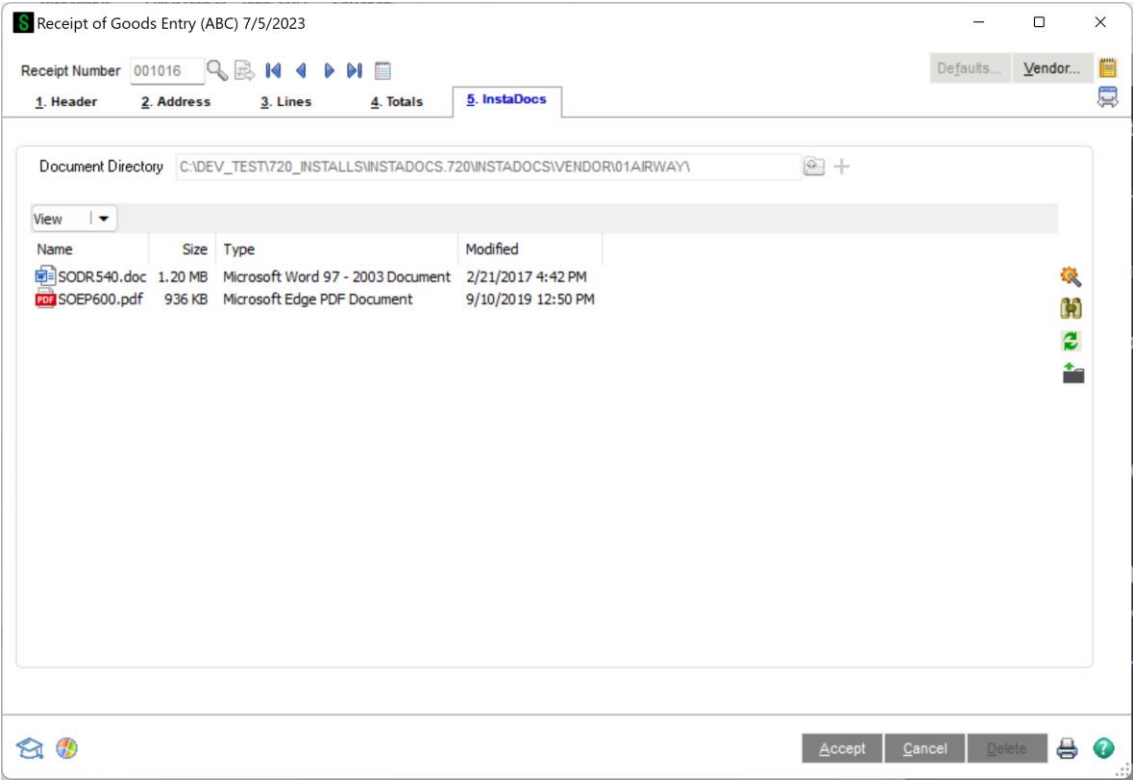 Receipt of Goods Entry (ABC) 7/5/2023
Receipt Number 001016 Defaults... Vendor...
1. Header 2. Address 3. Lines 4. Totals 5. InstaDocs
Document Directory C:\DEV_TEST\720_INSTALLS\INSTADOCS.720\INSTADOCS\VENDOR\01AIRWAY\
View
Name Size Type Modified
SODR540.doc 1.20 MB Microsoft Word 97 - 2003 Document 2/21/2017 4:42 PM
PDF SOEP600.pdf 936 KB Microsoft Edge PDF Document 9/10/2019 12:50 PM
Accept Cancel Delete